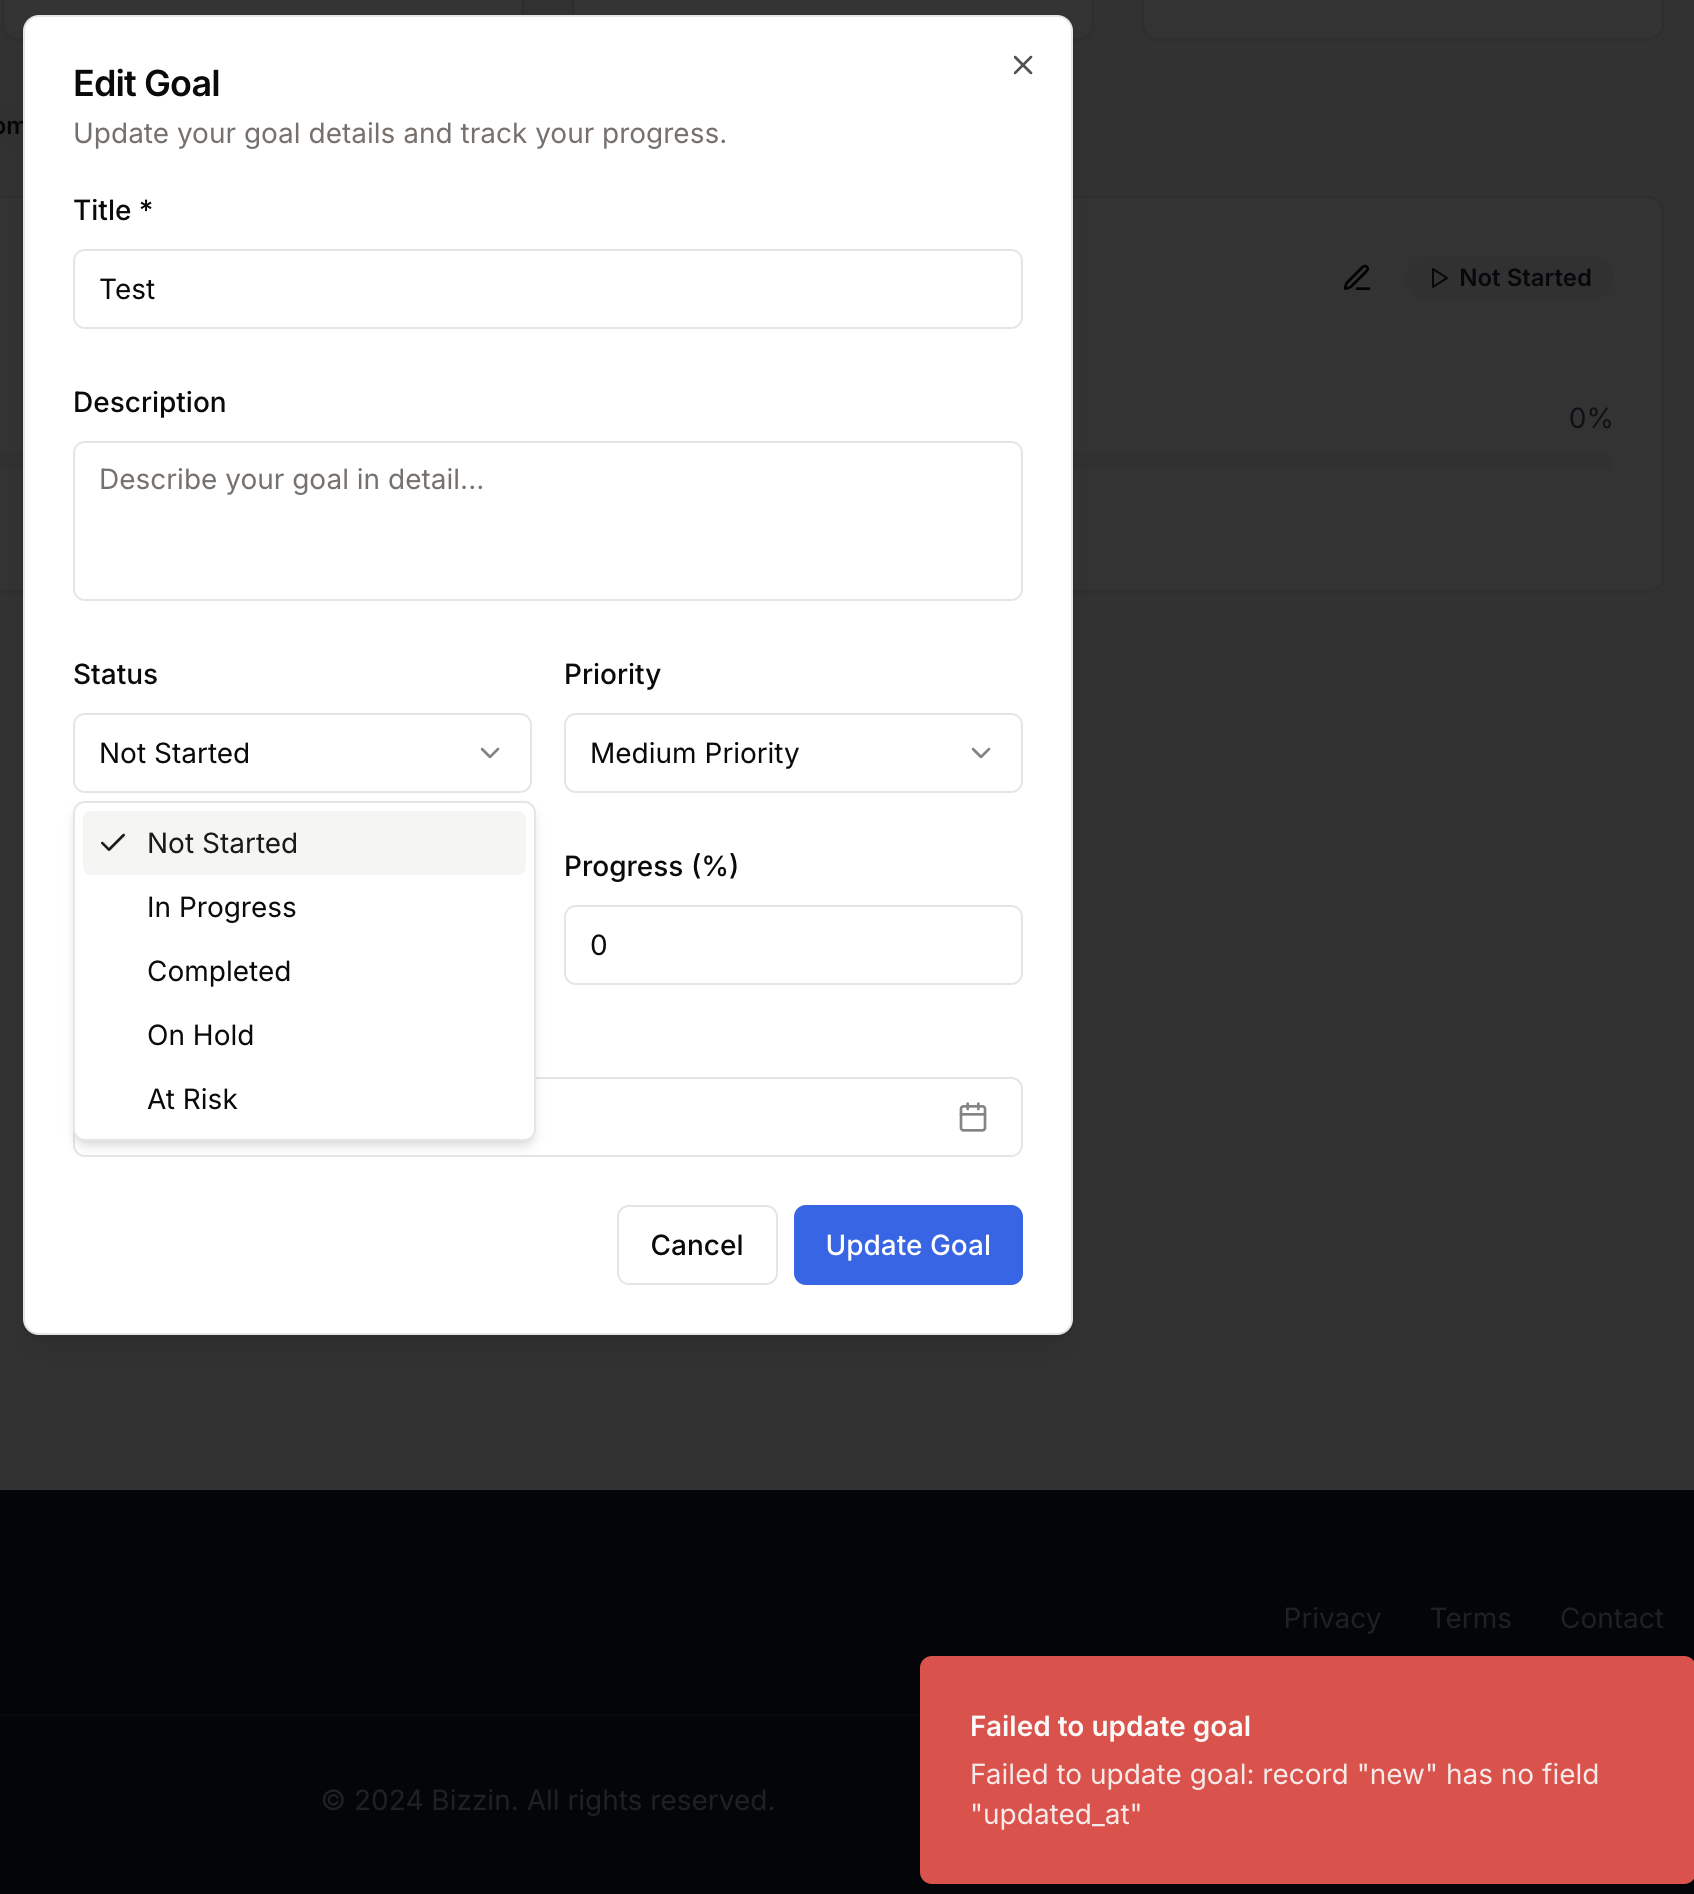 Edit Goal
Update your goal details and track your progress.
Title *
Test
Description
Describe your goal in detail...
Status
Priority
Not Started
Medium Priority
Not Started
In Progress
Completed
On Hold
At Risk
Progress (%)
0
Cancel
Update Goal
Not Started
0%
Privacy
Terms
Contact
© 2024 Bizzin. All rights reserved.
Failed to update goal
Failed to update goal: record "new" has no field
"updated_at"